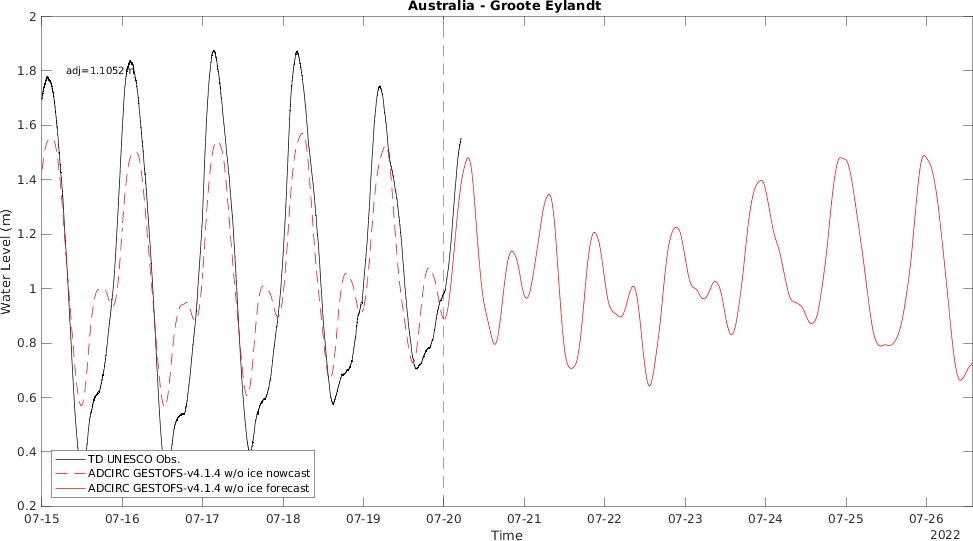 Australia - Groote Eylandt
Water Level (m)
2
1.8
1.6
1.4
1.2
1
0.8
0.6
0.4
0.2
adj=1.1052 m
TD UNESCO Obs.
ADCIRC GESTOFS-v4.1.4 w/o ice nowcast
ADCIRC GESTOFS-v4.1.4 w/o ice forecast
07-15 07-16 07-17 07-18 07-19 07-20 07-21 07-22 07-23 07-24 07-25 07-26
2022
Time